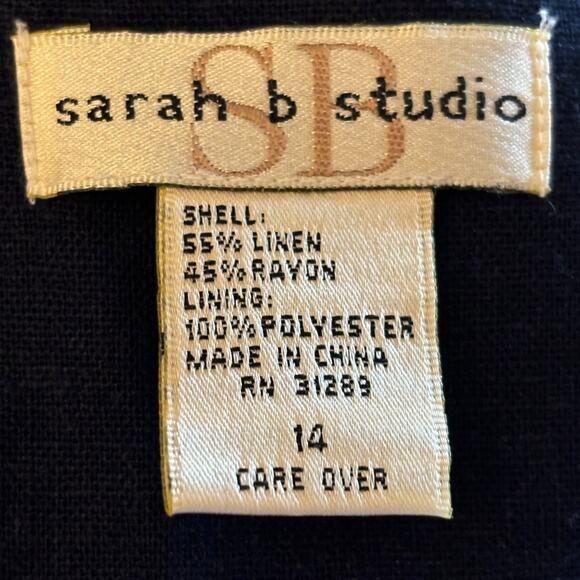 SB
sarah b studio
SHELL:
55% LINEN
45% RAYON
LINING:
100% POLYESTER
MADE IN CHINA
RN 31289
14
CARE OVER